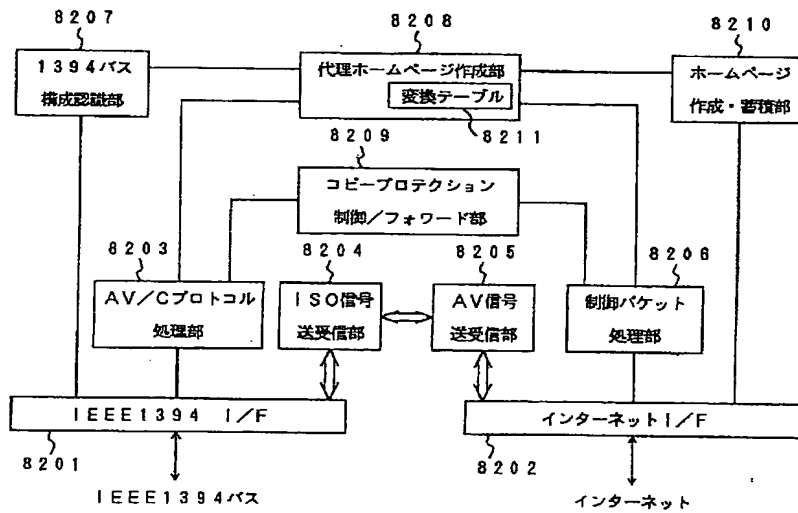 8207
1394バス
構成認識部
8208
代理ホームページ作成部
変換テーブル
8211
8210
ホームページ
作成・蓄積部
8209
コピープロテクション
制御/フォワード部
8203
AV/Cプロトコル
処理部
8204
ISO信号
送受信部
8205
AV信号
送受信部
8206
制御パケット
処理部
IEEE1394 I/F
8201
IEEE1394バス
インターネットI/F
8202
インターネット